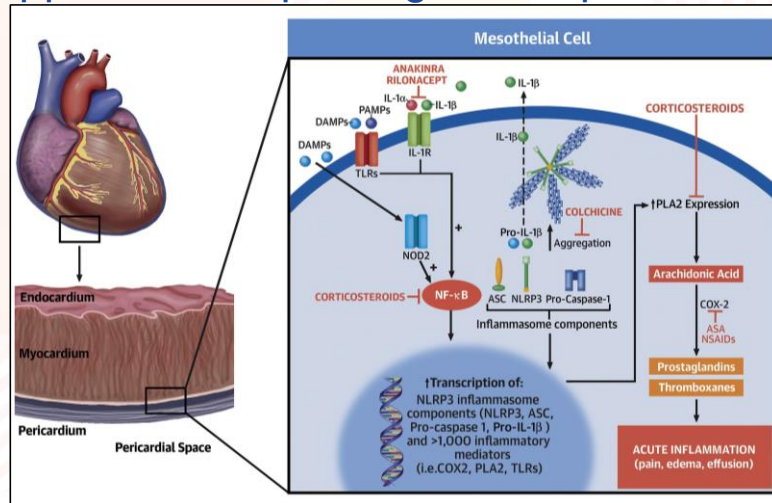 Mesothelial Cell
ANAKINRA
RILONACEPT
IL-1α
IL-1β
PAMPs
DAMPs
DAMPs
TLRs
IL-1R
+
NOD2
+
CORTICOSTEROIDS
NF-κB
IL-1β
IL-1β
COLCHICINE
Pro-IL-1β
Aggregation
ASC NLRP3 Pro-Caspase-1
Inflammasome components
CORTICOSTEROIDS
↑PLA2 Expression
Arachidonic Acid
COX-2
ASA
NSAIDs
Prostaglandins
Thromboxanes
ACUTE INFLAMMATION
(pain, edema, effusion)
↑Transcription of:
NLRP3 inflammasome
components (NLRP3, ASC,
Pro-caspase 1, Pro-IL-1β )
and >1,000 inflammatory
mediators
(i.e.COX2, PLA2, TLRs)
Endocardium
Myocardium
Pericardium
Pericardial Space